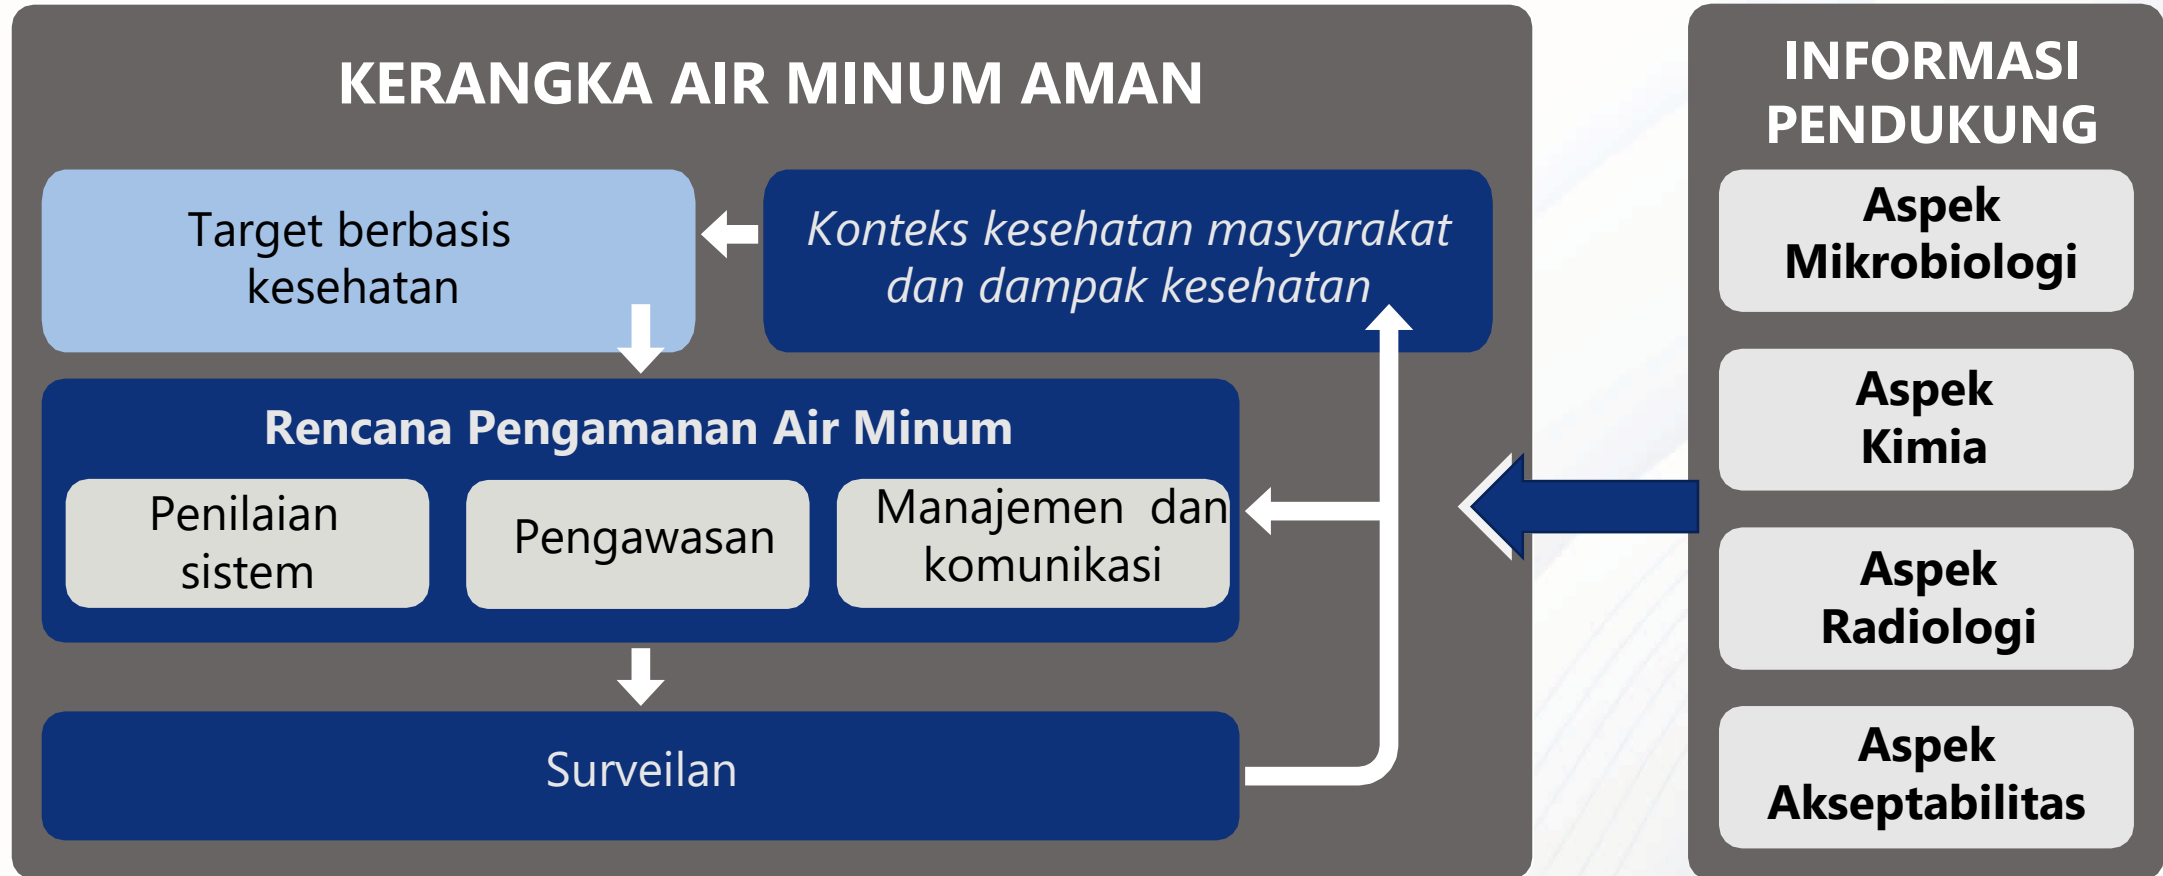 KERANGKA AIR MINUM AMAN
Target berbasis
kesehatan
Konteks kesehatan masyarakat
dan dampak kesehatan
Rencana Pengamanan Air Minum
Penilaian
sistem
Pengawasan
Manajemen dan
komunikasi
Surveilan
INFORMASI
PENDUKUNG
Aspek
Mikrobiologi
Aspek
Kimia
Aspek
Radiologi
Aspek
Akseptabilitas